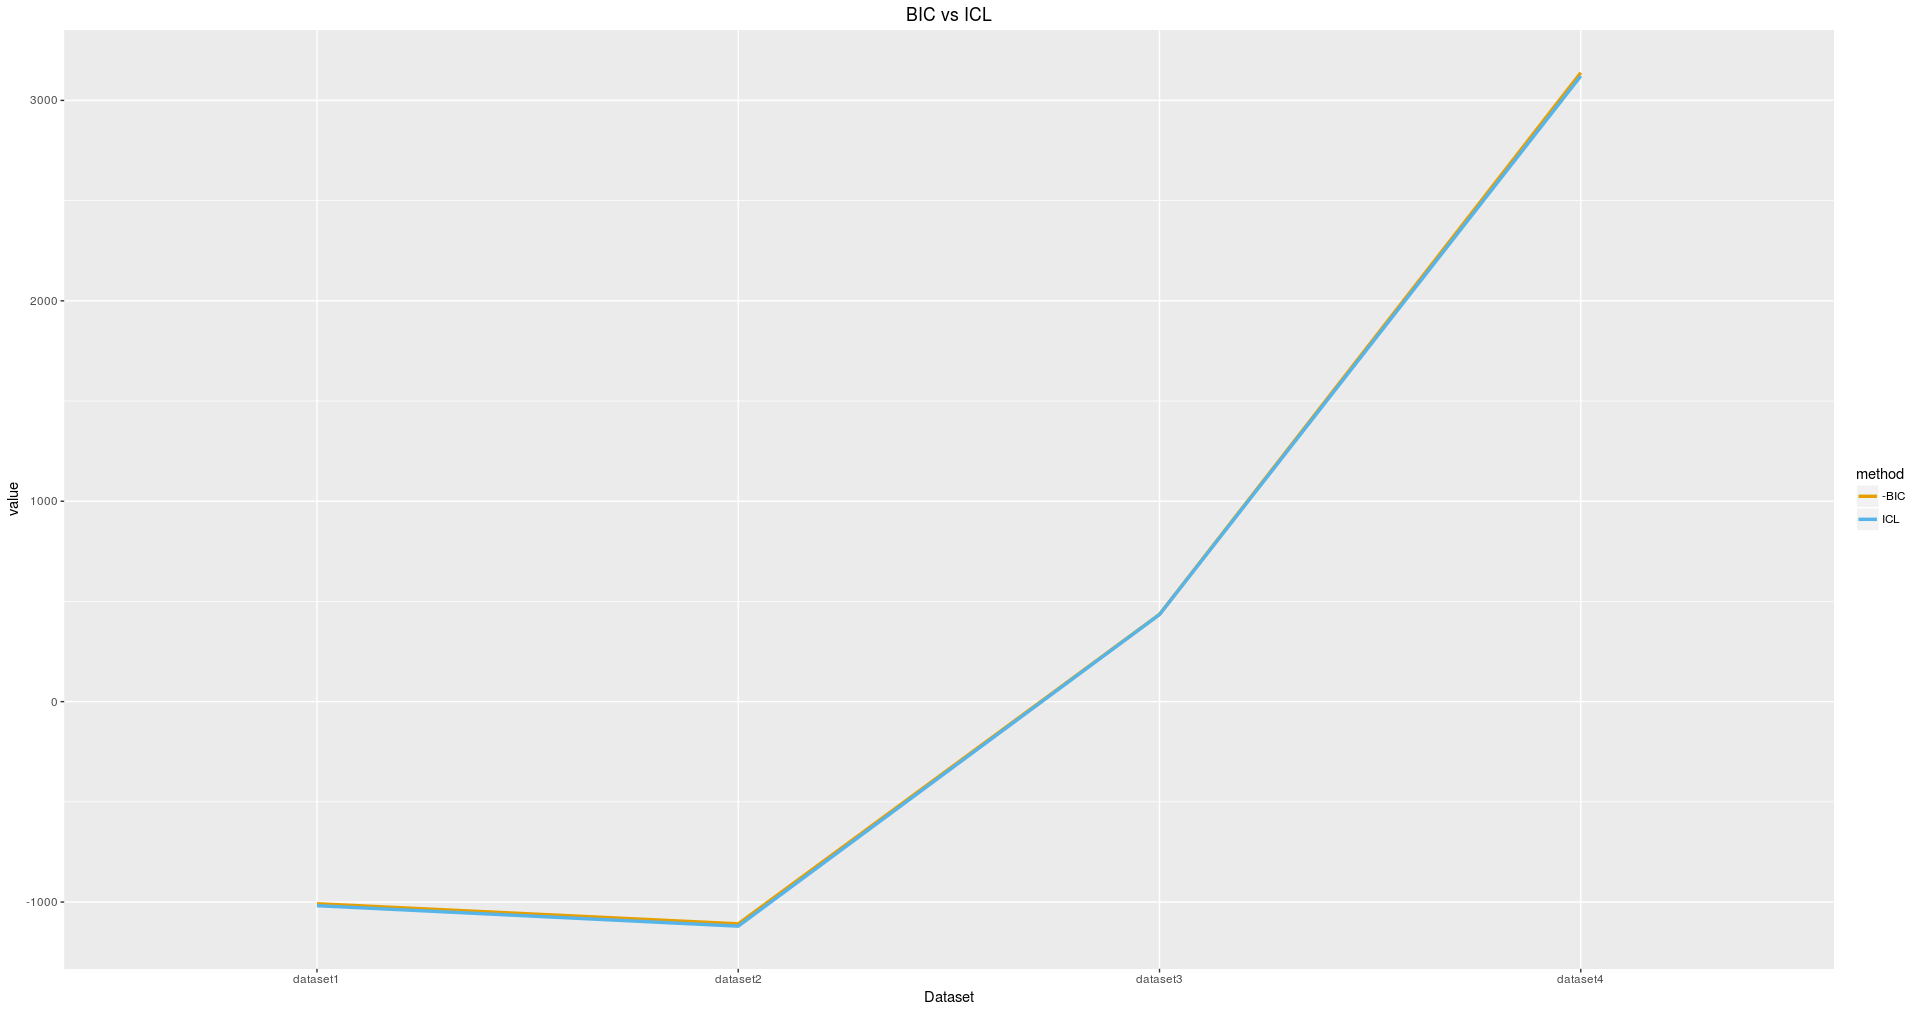 BIC vs ICL
3000
2000
1000
0
-1000
value
dataset1
dataset2
dataset3
dataset4
Dataset
method
-BIC
ICL